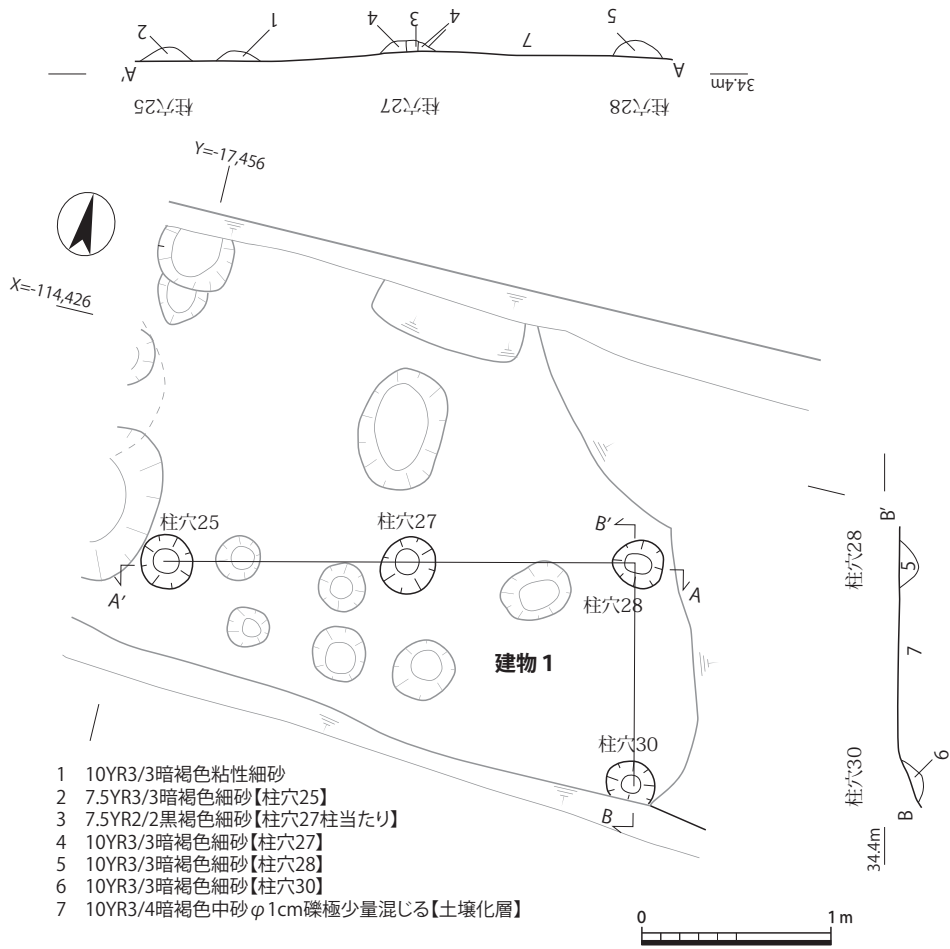 2 1 4 3 4 7 5
A' A
34.4m
柱穴25 柱穴27 柱穴28
Y=-17,456
X=-114,426
柱穴25 柱穴27 B'
A' 柱穴28 A
建物 1
柱穴30
B
B'
柱穴28 5
7
柱穴30 6
B
34.4m
1 10YR3/3暗褐色粘性細砂
2 7.5YR3/3暗褐色細砂【柱穴25】
3 7.5YR2/2黒褐色細砂【柱穴27柱当たり】
4 10YR3/3暗褐色細砂【柱穴27】
5 10YR3/3暗褐色細砂【柱穴28】
6 10YR3/3暗褐色細砂【柱穴30】
7 10YR3/4暗褐色中砂φ1cm礫極少量混じる【土壌化層】
0 1m